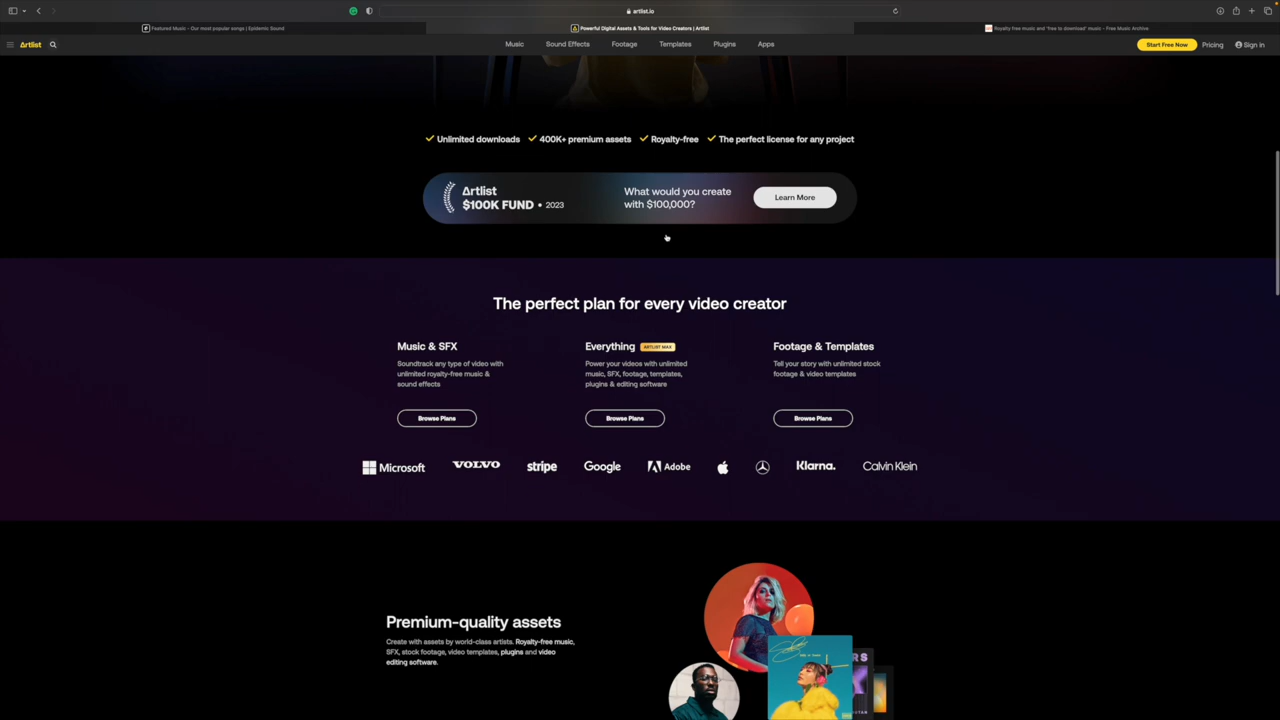 artlist.io
Featured Music - Our most popular songs | Epidemic Sound
Powerful Digital Assets & Tools for Video Creators | Artlist
Royalty free music and "free to download" music - Free Music Archive
Artlist
Music
Sound Effects
Footage
Templates
Plugins
Apps
Start Free Now
Pricing
Sign in
Unlimited downloads
400K+ premium assets
Royalty-free
The perfect license for any project
Artlist
$100K FUND • 2023
What would you create
with $100,000?
Learn More
The perfect plan for every video creator
Music & SFX
Soundtrack any type of video with
unlimited royalty-free music &
sound effects
Browse Plans
Everything ARTLIST MAX
Power your videos with unlimited
music, SFX, footage, templates,
plugins & editing software
Browse Plans
Footage & Templates
Tell your story with unlimited stock
footage & video templates
Browse Plans
Microsoft
VOLVO
stripe
Google
Adobe
Klarna.
Calvin Klein
Premium-quality assets
Create with assets by world-class artists. Royalty-free music,
SFX, stock footage, video templates, plugins and video
editing software.